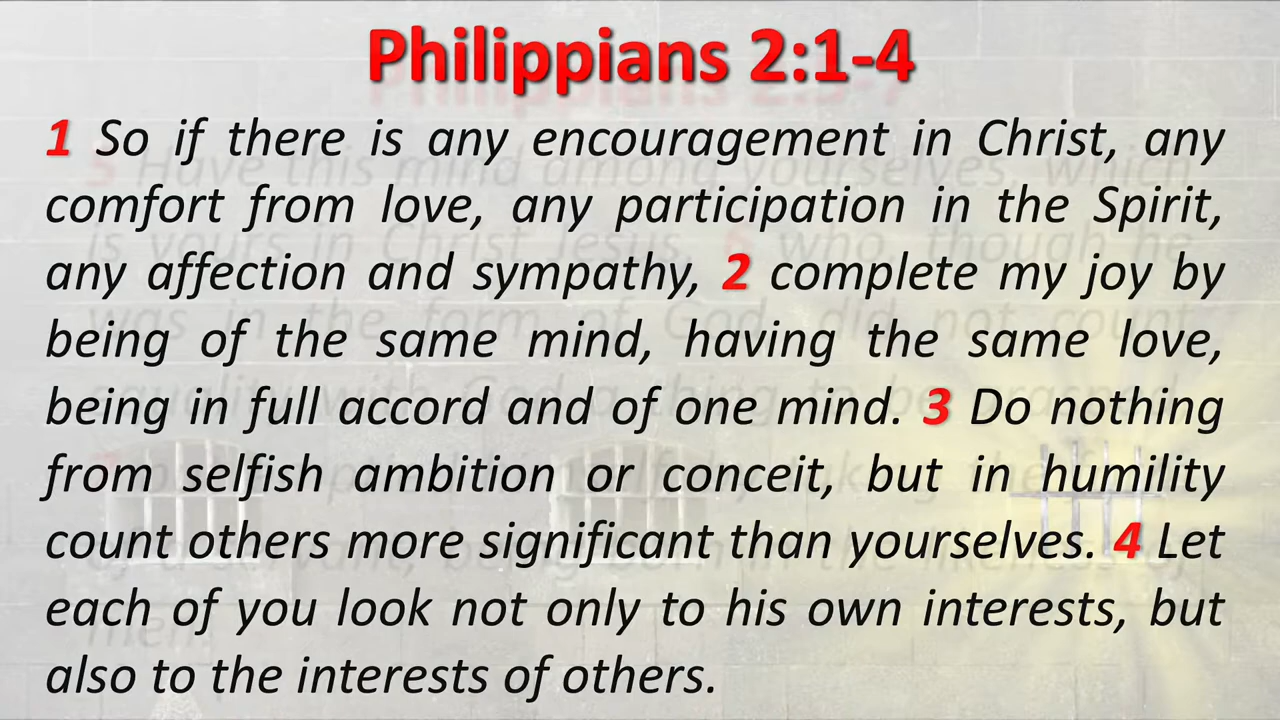 Philippians 2:1-4
1 So if there is any encouragement in Christ, any
comfort from love, any participation in the Spirit,
any affection and sympathy, 2 complete my joy by
being of the same mind, having the same love,
being in full accord and of one mind. 3 Do nothing
from selfish ambition or conceit, but in humility
count others more significant than yourselves. 4 Let
each of you look not only to his own interests, but
also to the interests of others.